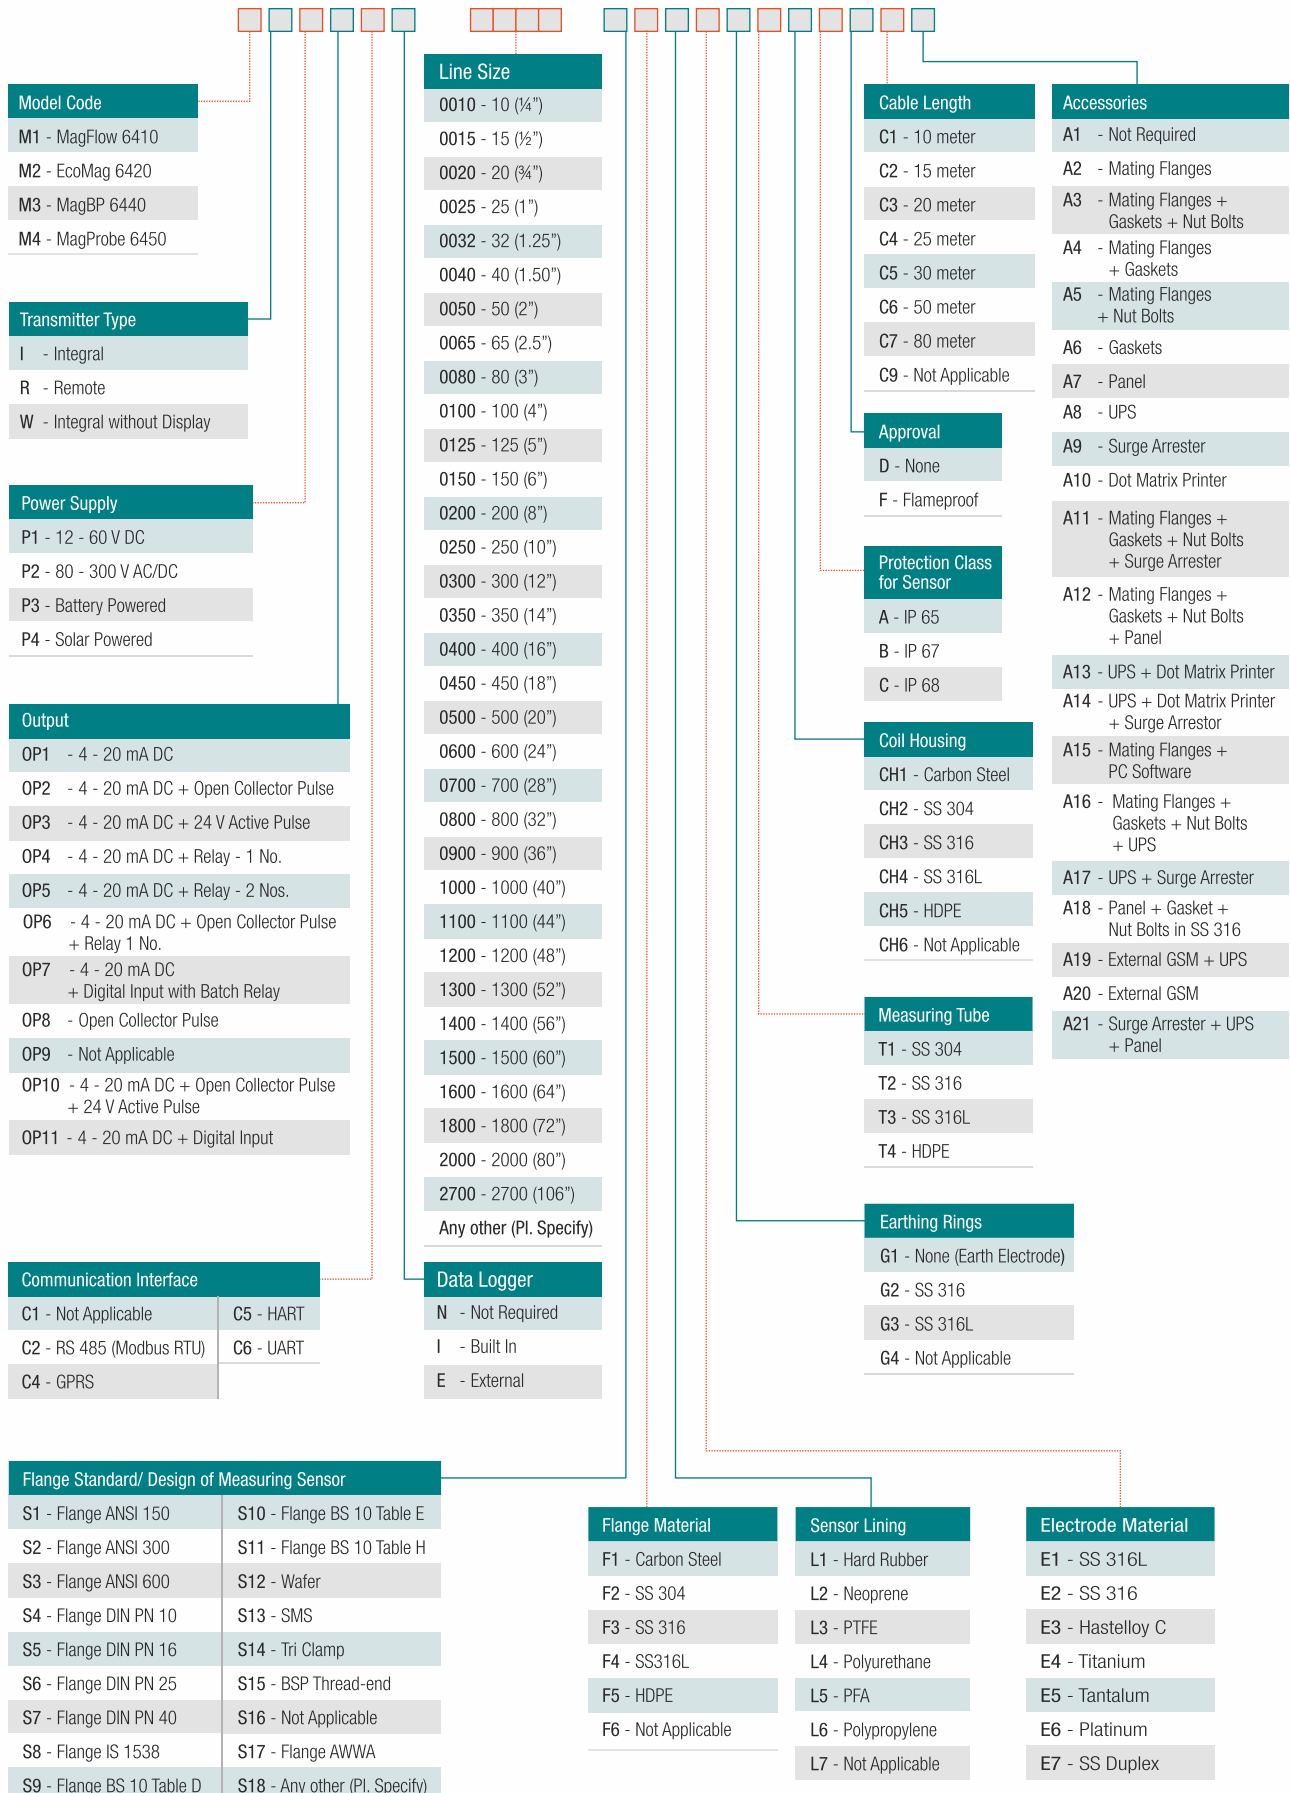 Model Code
M1 - MagFlow 6410
M2 - EcoMag 6420
M3 - MagBP 6440
M4 - MagProbe 6450
Transmitter Type
I - Integral
R - Remote
W - Integral without Display
Power Supply
P1 - 12 - 60 V DC
P2 - 80 - 300 V AC/DC
P3 - Battery Powered
P4 - Solar Powered
Output
OP1 - 4 - 20 mA DC
OP2 - 4 - 20 mA DC + Open Collector Pulse
OP3 - 4 - 20 mA DC + 24 V Active Pulse
OP4 - 4 - 20 mA DC + Relay - 1 No.
OP5 - 4 - 20 mA DC + Relay - 2 Nos.
OP6 - 4 - 20 mA DC + Open Collector Pulse
+ Relay 1 No.
OP7 - 4 - 20 mA DC
+ Digital Input with Batch Relay
OP8 - Open Collector Pulse
OP9 - Not Applicable
OP10 - 4 - 20 mA DC + Open Collector Pulse
+ 24 V Active Pulse
OP11 - 4 - 20 mA DC + Digital Input
Communication Interface
C1 - Not Applicable
C2 - RS 485 (Modbus RTU)
C4 - GPRS
C5 - HART
C6 - UART
Line Size
0010 - 10 (¼”)
0015 - 15 (½”)
0020 - 20 (¾”)
0025 - 25 (1”)
0032 - 32 (1.25”)
0040 - 40 (1.50”)
0050 - 50 (2”)
0065 - 65 (2.5”)
0080 - 80 (3”)
0100 - 100 (4”)
0125 - 125 (5”)
0150 - 150 (6”)
0200 - 200 (8”)
0250 - 250 (10”)
0300 - 300 (12”)
0350 - 350 (14”)
0400 - 400 (16”)
0450 - 450 (18”)
0500 - 500 (20”)
0600 - 600 (24”)
0700 - 700 (28”)
0800 - 800 (32”)
0900 - 900 (36”)
1000 - 1000 (40”)
1100 - 1100 (44”)
1200 - 1200 (48”)
1300 - 1300 (52”)
1400 - 1400 (56”)
1500 - 1500 (60”)
1600 - 1600 (64”)
1800 - 1800 (72”)
2000 - 2000 (80”)
2700 - 2700 (106”)
Any other (Pl. Specify)
Data Logger
N - Not Required
I - Built In
E - External
Cable Length
C1 - 10 meter
C2 - 15 meter
C3 - 20 meter
C4 - 25 meter
C5 - 30 meter
C6 - 50 meter
C7 - 80 meter
C9 - Not Applicable
Approval
D - None
F - Flameproof
Protection Class
for Sensor
A - IP 65
B - IP 67
C - IP 68
Coil Housing
CH1 - Carbon Steel
CH2 - SS 304
CH3 - SS 316
CH4 - SS 316L
CH5 - HDPE
CH6 - Not Applicable
Measuring Tube
T1 - SS 304
T2 - SS 316
T3 - SS 316L
T4 - HDPE
Earthing Rings
G1 - None (Earth Electrode)
G2 - SS 316
G3 - SS 316L
G4 - Not Applicable
Accessories
A1 - Not Required
A2 - Mating Flanges
A3 - Mating Flanges +
Gaskets + Nut Bolts
A4 - Mating Flanges
+ Gaskets
A5 - Mating Flanges
+ Nut Bolts
A6 - Gaskets
A7 - Panel
A8 - UPS
A9 - Surge Arrester
A10 - Dot Matrix Printer
A11 - Mating Flanges +
Gaskets + Nut Bolts
+ Surge Arrester
A12 - Mating Flanges +
Gaskets + Nut Bolts
+ Panel
A13 - UPS + Dot Matrix Printer
A14 - UPS + Dot Matrix Printer
+ Surge Arrestor
A15 - Mating Flanges +
PC Software
A16 - Mating Flanges +
Gaskets + Nut Bolts
+ UPS
A17 - UPS + Surge Arrester
A18 - Panel + Gasket +
Nut Bolts in SS 316
A19 - External GSM + UPS
A20 - External GSM
A21 - Surge Arrester + UPS
+ Panel
Flange Standard/ Design of Measuring Sensor
S1 - Flange ANSI 150
S2 - Flange ANSI 300
S3 - Flange ANSI 600
S4 - Flange DIN PN 10
S5 - Flange DIN PN 16
S6 - Flange DIN PN 25
S7 - Flange DIN PN 40
S8 - Flange IS 1538
S9 - Flange BS 10 Table D
S10 - Flange BS 10 Table E
S11 - Flange BS 10 Table H
S12 - Wafer
S13 - SMS
S14 - Tri Clamp
S15 - BSP Thread-end
S16 - Not Applicable
S17 - Flange AWWA
S18 - Any other (Pl. Specify)
Flange Material
F1 - Carbon Steel
F2 - SS 304
F3 - SS 316
F4 - SS316L
F5 - HDPE
F6 - Not Applicable
Sensor Lining
L1 - Hard Rubber
L2 - Neoprene
L3 - PTFE
L4 - Polyurethane
L5 - PFA
L6 - Polypropylene
L7 - Not Applicable
Electrode Material
E1 - SS 316L
E2 - SS 316
E3 - Hastelloy C
E4 - Titanium
E5 - Tantalum
E6 - Platinum
E7 - SS Duplex